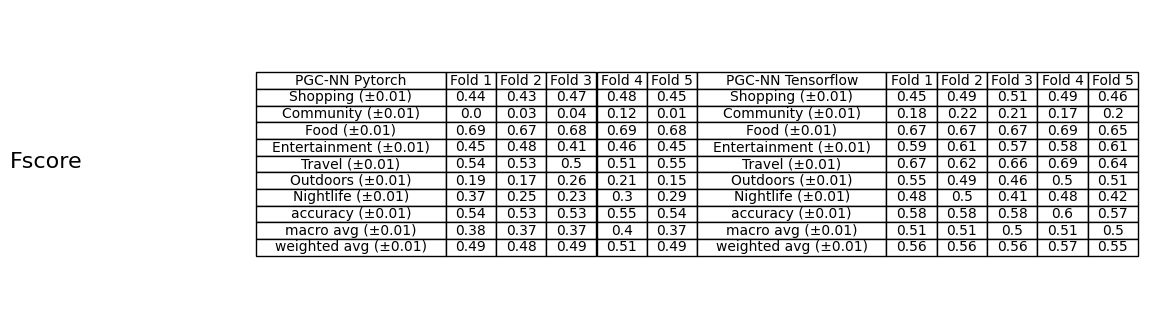 PGC-NN Pytorch Fold 1 Fold 2 Fold 3 Fold 4 Fold 5 PGC-NN Tensorflow Fold 1 Fold 2 Fold 3 Fold 4 Fold 5
Shopping (±0.01) 0.44 0.43 0.47 0.48 0.45 Shopping (±0.01) 0.45 0.49 0.51 0.49 0.46
Community (±0.01) 0.0 0.03 0.04 0.12 0.01 Community (±0.01) 0.18 0.22 0.21 0.17 0.2
Food (±0.01) 0.69 0.67 0.68 0.69 0.68 Food (±0.01) 0.67 0.67 0.67 0.69 0.65
Entertainment (±0.01) 0.45 0.48 0.41 0.46 0.45 Entertainment (±0.01) 0.59 0.61 0.57 0.58 0.61
Fscore
Travel (±0.01) 0.54 0.53 0.5 0.51 0.55 Travel (±0.01) 0.67 0.62 0.66 0.69 0.64
Outdoors (±0.01) 0.19 0.17 0.26 0.21 0.15 Outdoors (±0.01) 0.55 0.49 0.46 0.5 0.51
Nightlife (±0.01) 0.37 0.25 0.23 0.3 0.29 Nightlife (±0.01) 0.48 0.5 0.41 0.48 0.42
accuracy (±0.01) 0.54 0.53 0.53 0.55 0.54 accuracy (±0.01) 0.58 0.58 0.58 0.6 0.57
macro avg (±0.01) 0.38 0.37 0.37 0.4 0.37 macro avg (±0.01) 0.51 0.51 0.5 0.51 0.5
weighted avg (±0.01) 0.49 0.48 0.49 0.51 0.49 weighted avg (±0.01) 0.56 0.56 0.56 0.57 0.55